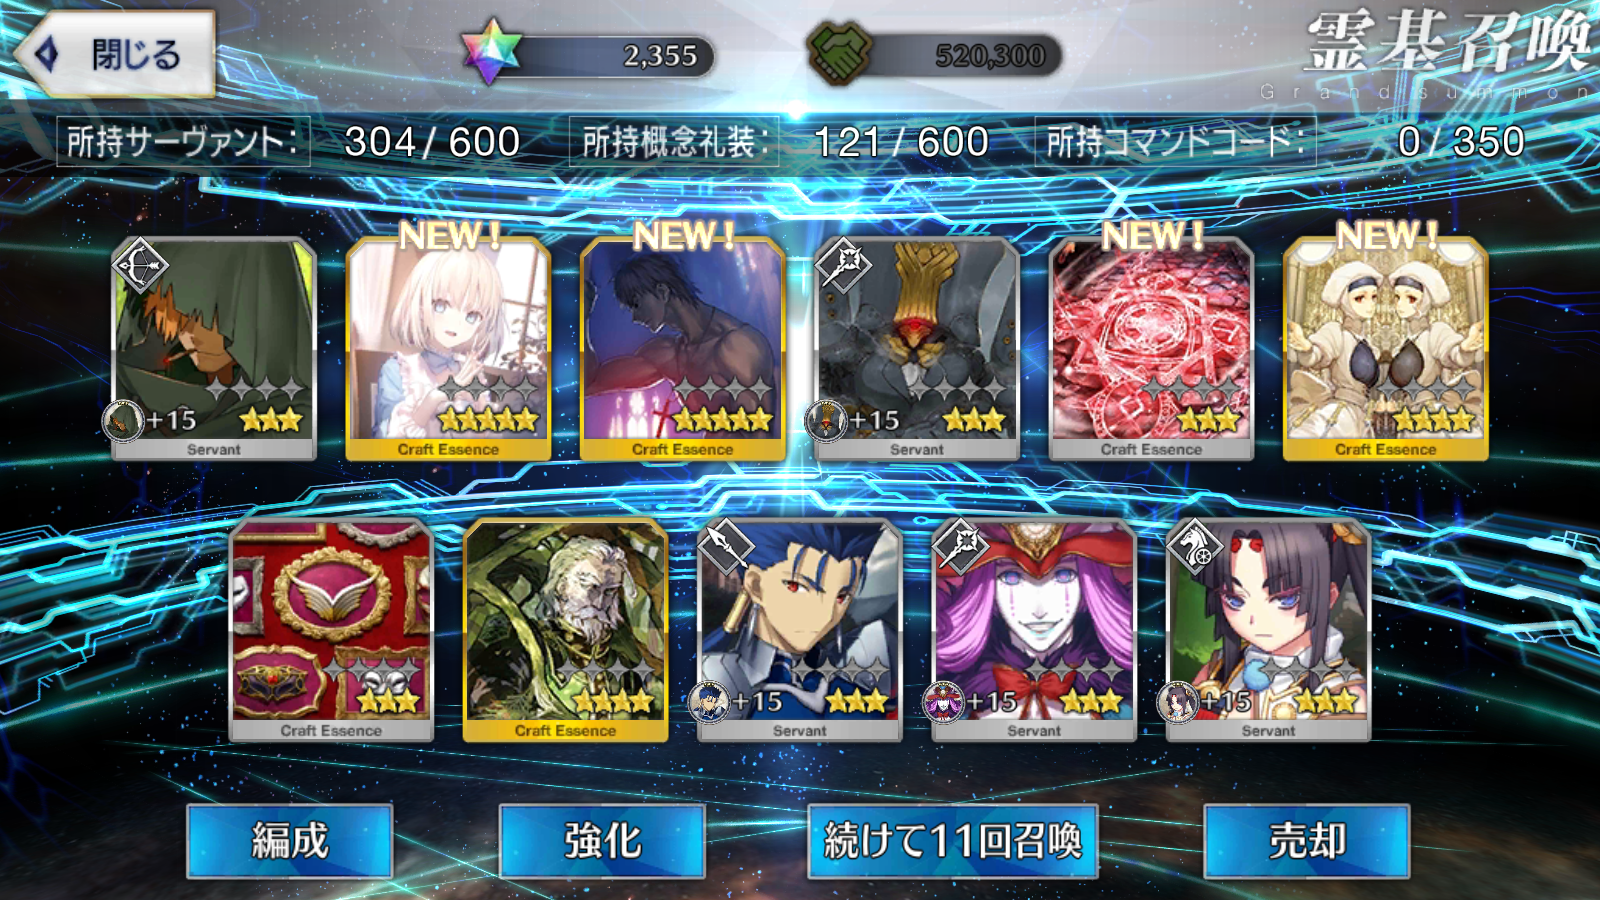 閉じる
2,355
520,300
霊基召喚
Grand summon
所持サーヴァント: 304 / 600
所持概念礼装: 121 / 600
所持コマンドコード: 0 / 350
NEW! NEW! NEW! NEW!
+15 +15
Servant Craft Essence Craft Essence Servant Craft Essence Craft Essence
+15 +15 +15
Craft Essence Craft Essence Servant Servant Servant
編成 強化 続けて11回召喚 売却